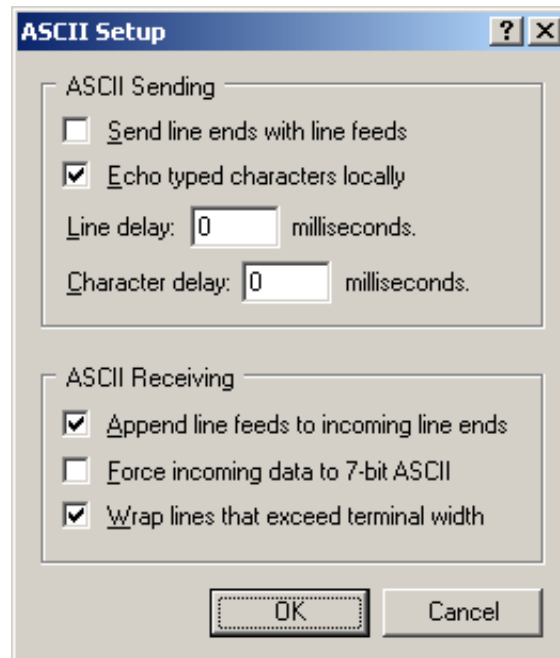 ASCII Setup
ASCII Sending
Send line ends with line feeds
Echo typed characters locally
Line delay: 0 milliseconds.
Character delay: 0 milliseconds.
ASCII Receiving
Append line feeds to incoming line ends
Force incoming data to 7-bit ASCII
Wrap lines that exceed terminal width
OK Cancel